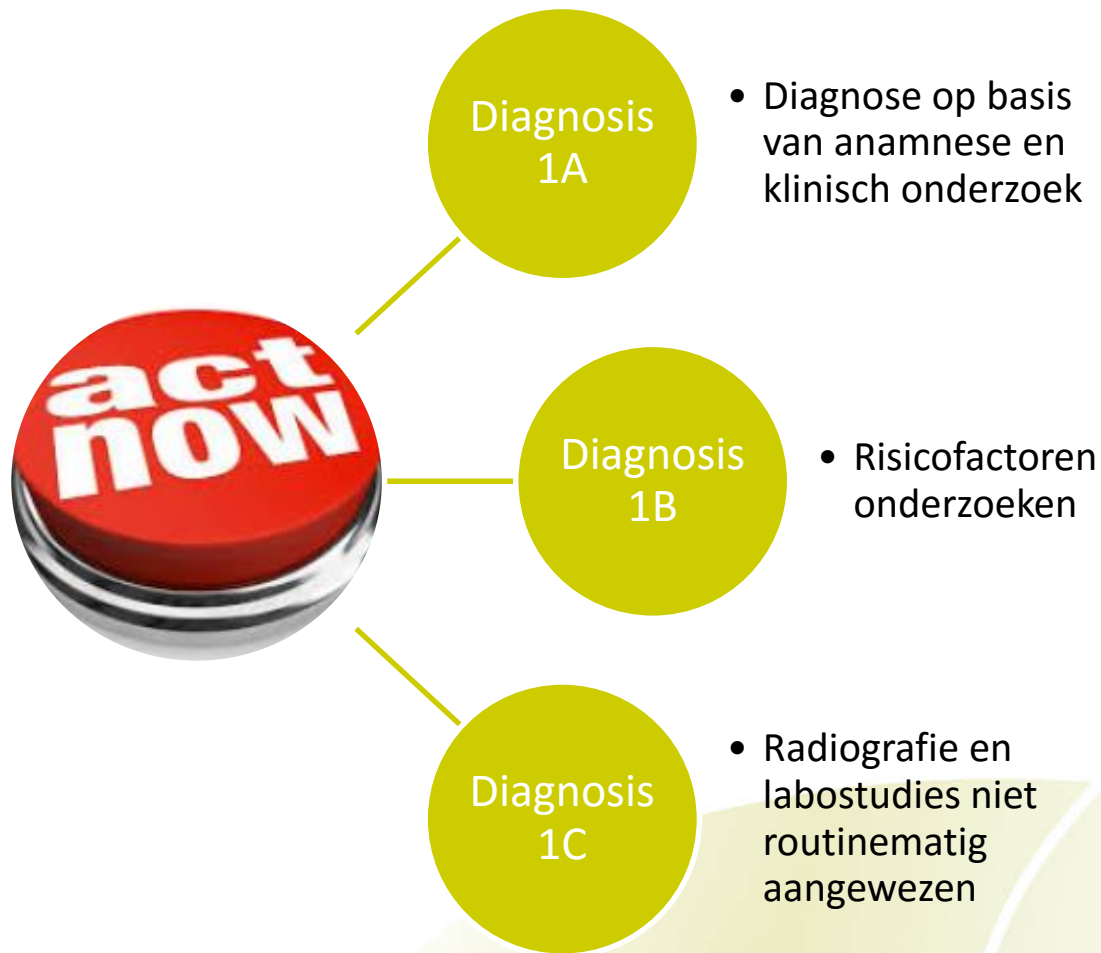 Diagnosis
1A
• Diagnose op basis
van anamnese en
klinisch onderzoek
act
now
Diagnosis
1B
• Risicofactoren
onderzoeken
Diagnosis
1C
• Radiografie en
labostudies niet
routinematig
aangewezen